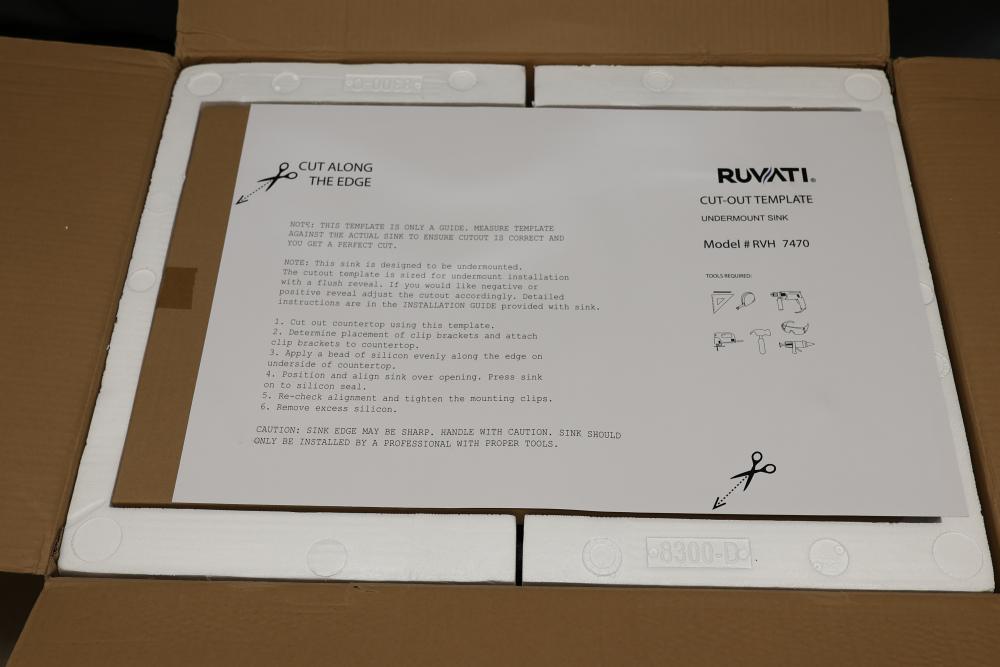 8300-D
CUT ALONG
THE EDGE
NOTE: THIS TEMPLATE IS ONLY A GUIDE. MEASURE TEMPLATE
AGAINST THE ACTUAL SINK TO ENSURE CUTOUT IS CORRECT AND
YOU GET A PERFECT CUT.
NOTE: This sink is designed to be undermounted.
The cutout template is sized for undermount installation
with a flush reveal. If you would like negative or
positive reveal adjust the cutout accordingly. Detailed
instructions are in the INSTALLATION GUIDE provided with sink.
1. Cut out countertop using this template.
2. Determine placement of clip brackets and attach
clip brackets to countertop.
3. Apply a bead of silicon evenly along the edge on
underside of countertop.
4. Position and align sink over opening. Press sink
on to silicon seal.
5. Re-check alignment and tighten the mounting clips.
6. Remove excess silicon.
CAUTION: SINK EDGE MAY BE SHARP. HANDLE WITH CAUTION. SINK SHOULD
ONLY BE INSTALLED BY A PROFESSIONAL WITH PROPER TOOLS.
RUVATI®
CUT-OUT TEMPLATE
UNDERMOUNT SINK
Model # RVH 7470
TOOLS REQUIRED:
8300-D